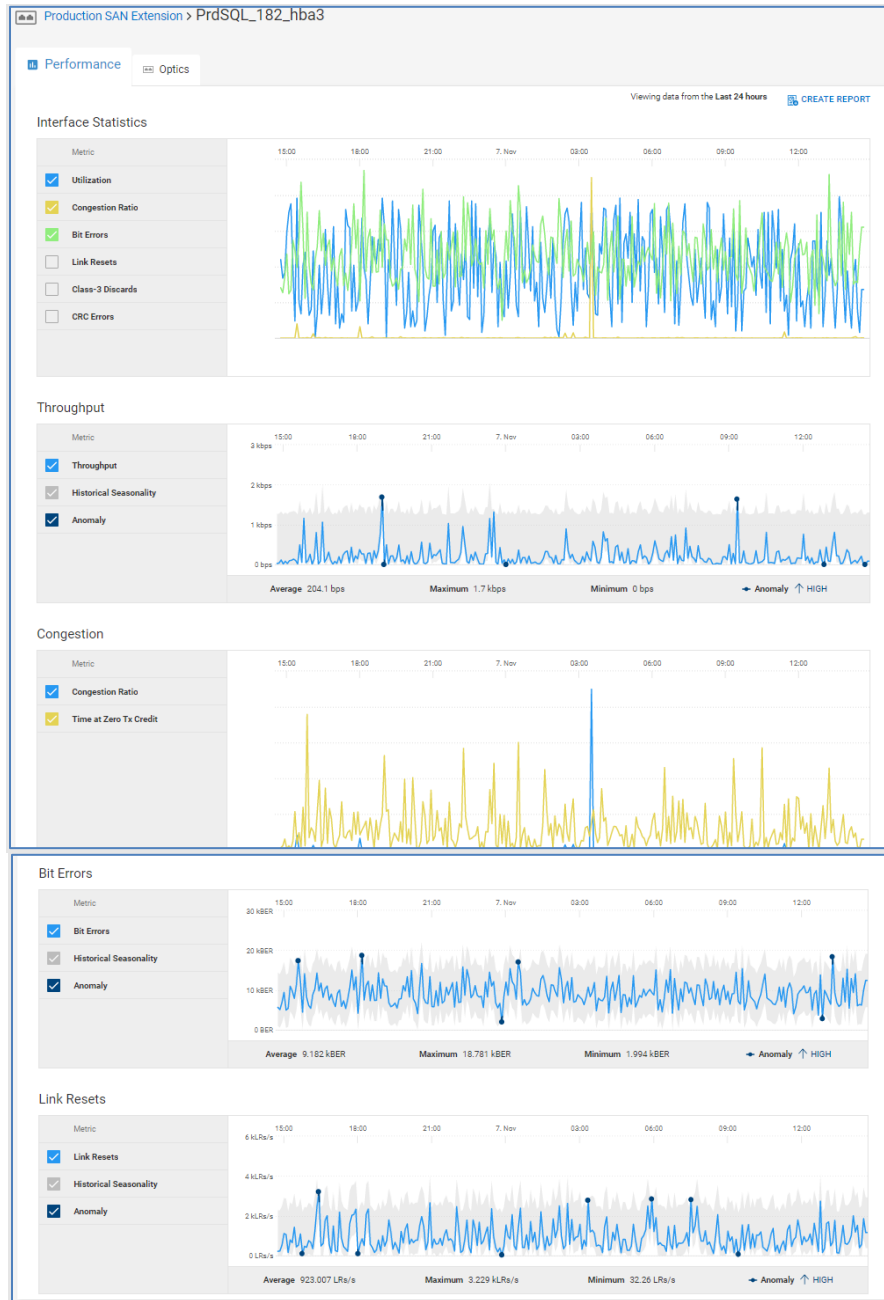 Production SAN Extension > PrdSQL_182_hba3
Performance
Optics
Viewing data from the Last 24 hours
CREATE REPORT
Interface Statistics
Metric
Utilization
Congestion Ratio
Bit Errors
Link Resets
Class-3 Discards
CRC Errors
15:00 18:00 21:00 7. Nov 03:00 06:00 09:00 12:00
Throughput
Metric
Throughput
Historical Seasonality
Anomaly
15:00 18:00 21:00 7. Nov 03:00 06:00 09:00 12:00
3 kbps
2 kbps
1 kbps
0 bps
Average 204.1 bps Maximum 1.7 kbps Minimum 0 bps Anomaly ↑ HIGH
Congestion
Metric
Congestion Ratio
Time at Zero Tx Credit
15:00 18:00 21:00 7. Nov 03:00 06:00 09:00 12:00
Bit Errors
Metric
Bit Errors
Historical Seasonality
Anomaly
15:00 18:00 21:00 7. Nov 03:00 06:00 09:00 12:00
30 kBER
20 kBER
10 kBER
0 BER
Average 9.182 kBER Maximum 18.781 kBER Minimum 1.994 kBER Anomaly ↑ HIGH
Link Resets
Metric
Link Resets
Historical Seasonality
Anomaly
15:00 18:00 21:00 7. Nov 03:00 06:00 09:00 12:00
6 kLRs/s
4 kLRs/s
2 kLRs/s
0 LRs/s
Average 923.007 LRs/s Maximum 3.229 kLRs/s Minimum 32.26 LRs/s Anomaly ↑ HIGH